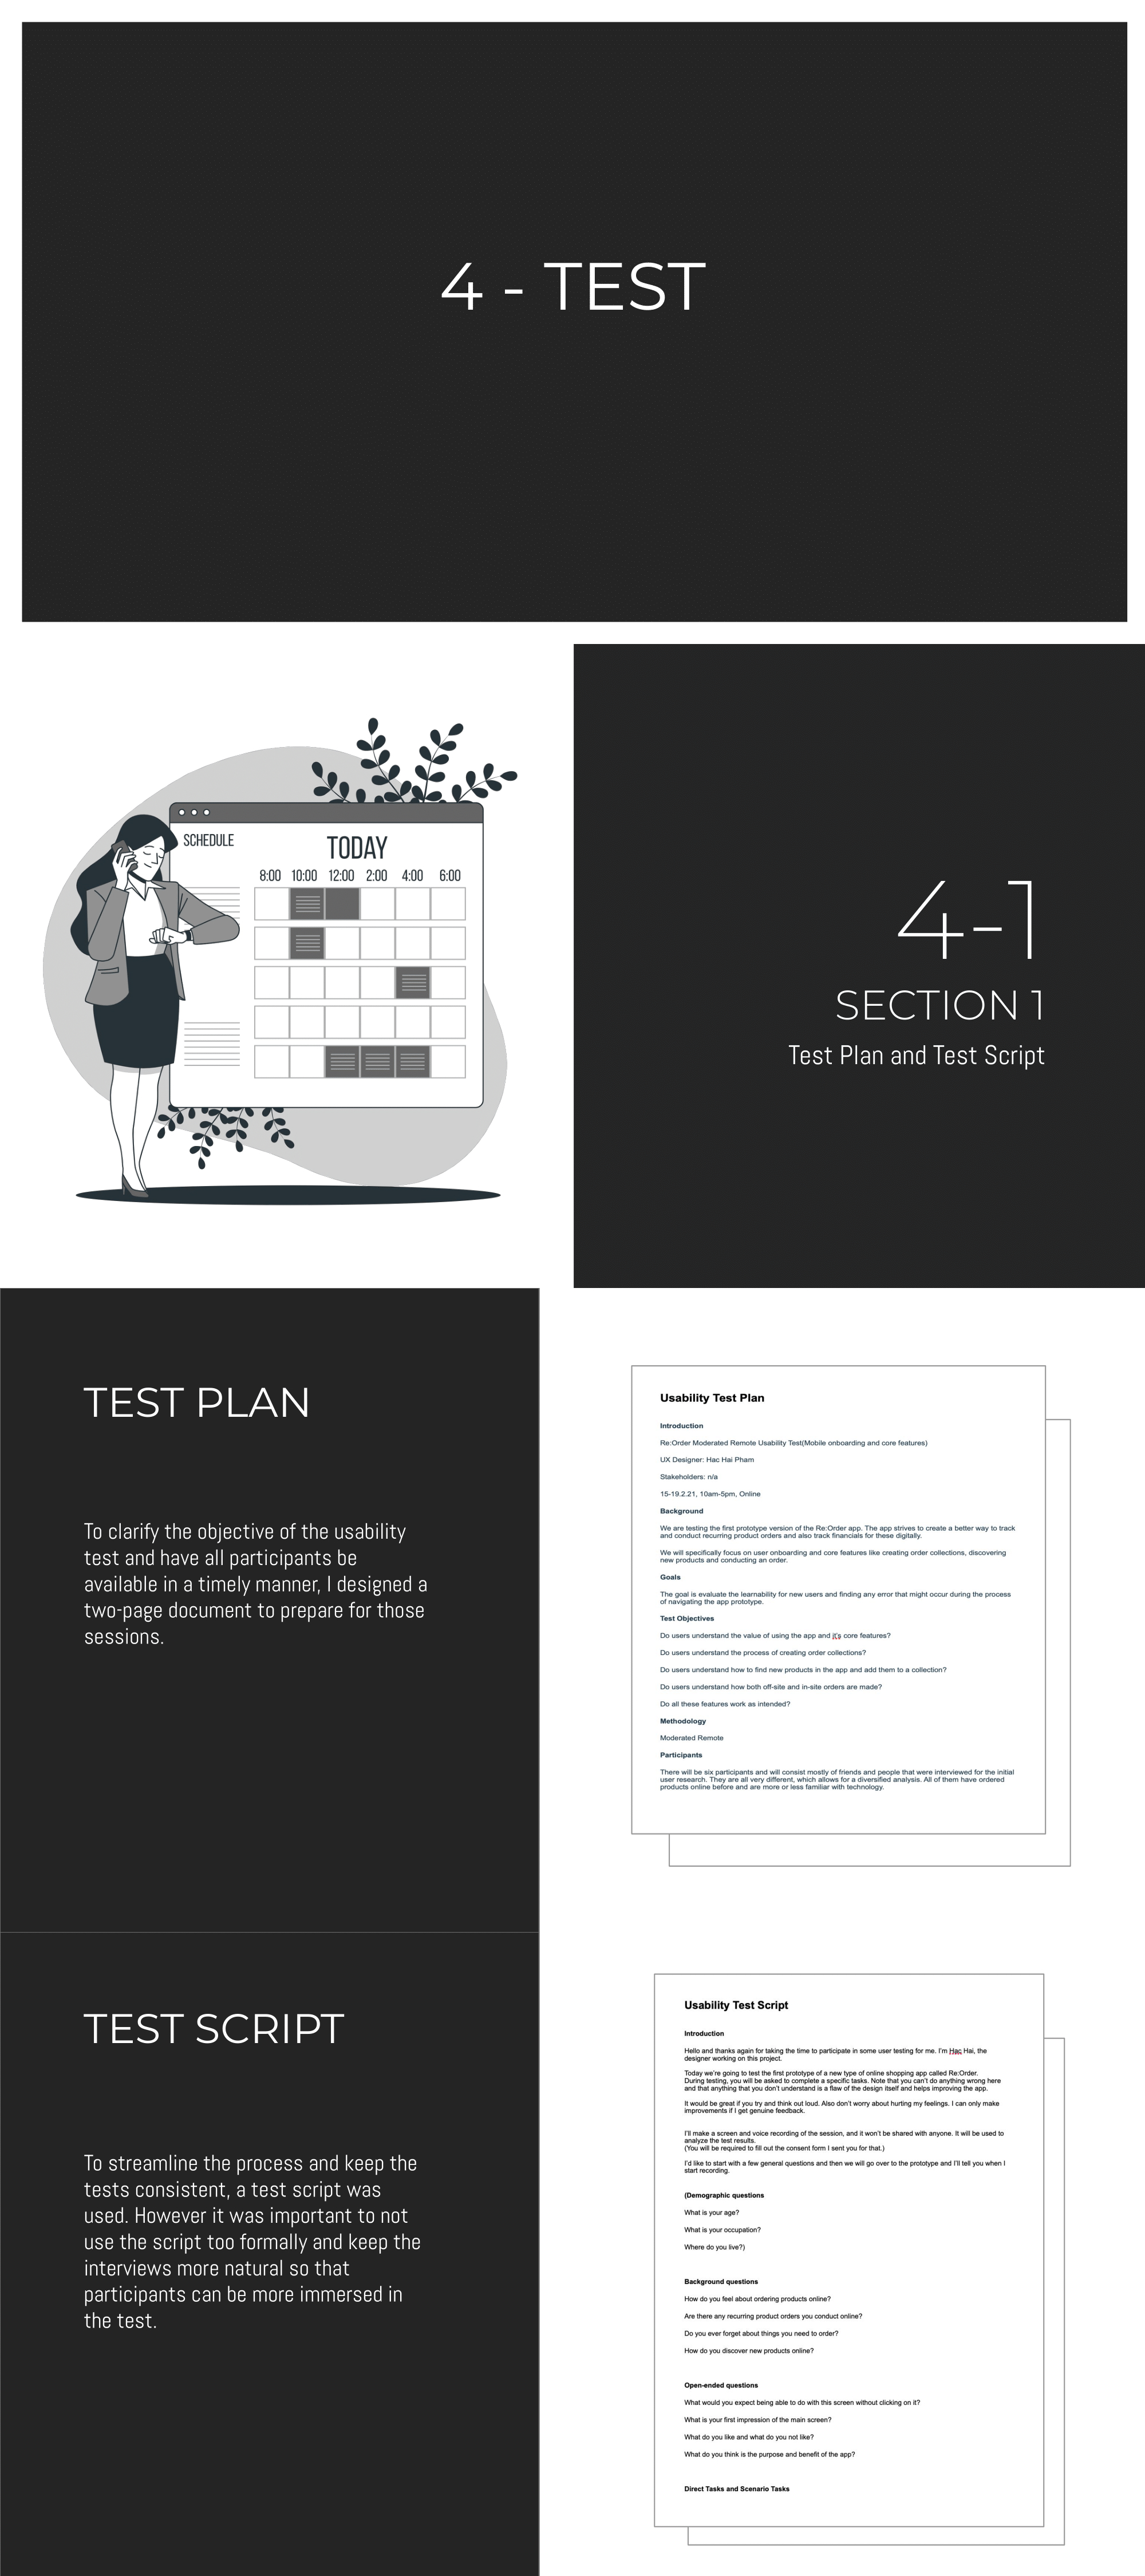 4 - TEST
SCHEDULE
TODAY
8:00 10:00 12:00 2:00 4:00 6:00
4-1
SECTION 1
Test Plan and Test Script
TEST PLAN
To clarify the objective of the usability
test and have all participants be
available in a timely manner, I designed a
two-page document to prepare for those
sessions.
Usability Test Plan
Introduction
Re:Order Moderated Remote Usability Test(Mobile onboarding and core features)
UX Designer: Hac Hai Pham
Stakeholders: n/a
15-19.2.21, 10am-5pm, Online
Background
We are testing the first prototype version of the Re:Order app. The app strives to create a better way to track
and conduct recurring product orders and also track financials for these digitally.
We will specifically focus on user onboarding and core features like creating order collections, discovering
new products and conducting an order.
Goals
The goal is evaluate the learnability for new users and finding any error that might occur during the process
of navigating the app prototype.
Test Objectives
Do users understand the value of using the app and it's core features?
Do users understand the process of creating order collections?
Do users understand how to find new products in the app and add them to a collection?
Do users understand how both off-site and in-site orders are made?
Do all these features work as intended?
Methodology
Moderated Remote
Participants
There will be six participants and will consist mostly of friends and people that were interviewed for the initial
user research. They are all very different, which allows for a diversified analysis. All of them have ordered
products online before and are more or less familiar with technology.
TEST SCRIPT
To streamline the process and keep the
tests consistent, a test script was
used. However it was important to not
use the script too formally and keep the
interviews more natural so that
participants can be more immersed in
the test.
Usability Test Script
Introduction
Hello and thanks again for taking the time to participate in some user testing for me. I'm Hac Hai, the
designer working on this project.
Today we're going to test the first prototype of a new type of online shopping app called Re:Order.
During testing, you will be asked to complete a specific tasks. Note that you can't do anything wrong here
and that anything that you don't understand is a flaw of the design itself and helps improving the app.
It would be great if you try and think out loud. Also don't worry about hurting my feelings. I can only make
improvements if I get genuine feedback.
I'll make a screen and voice recording of the session, and it won't be shared with anyone. It will be used to
analyze the test results.
(You will be required to fill out the consent form I sent you for that.)
I'd like to start with a few general questions and then we will go over to the prototype and I'll tell you when I
start recording.
(Demographic questions
What is your age?
What is your occupation?
Where do you live?)
Background questions
How do you feel about ordering products online?
Are there any recurring product orders you conduct online?
Do you ever forget about things you need to order?
How do you discover new products online?
Open-ended questions
What would you expect being able to do with this screen without clicking on it?
What is your first impression of the main screen?
What do you like and what do you not like?
What do you think is the purpose and benefit of the app?
Direct Tasks and Scenario Tasks